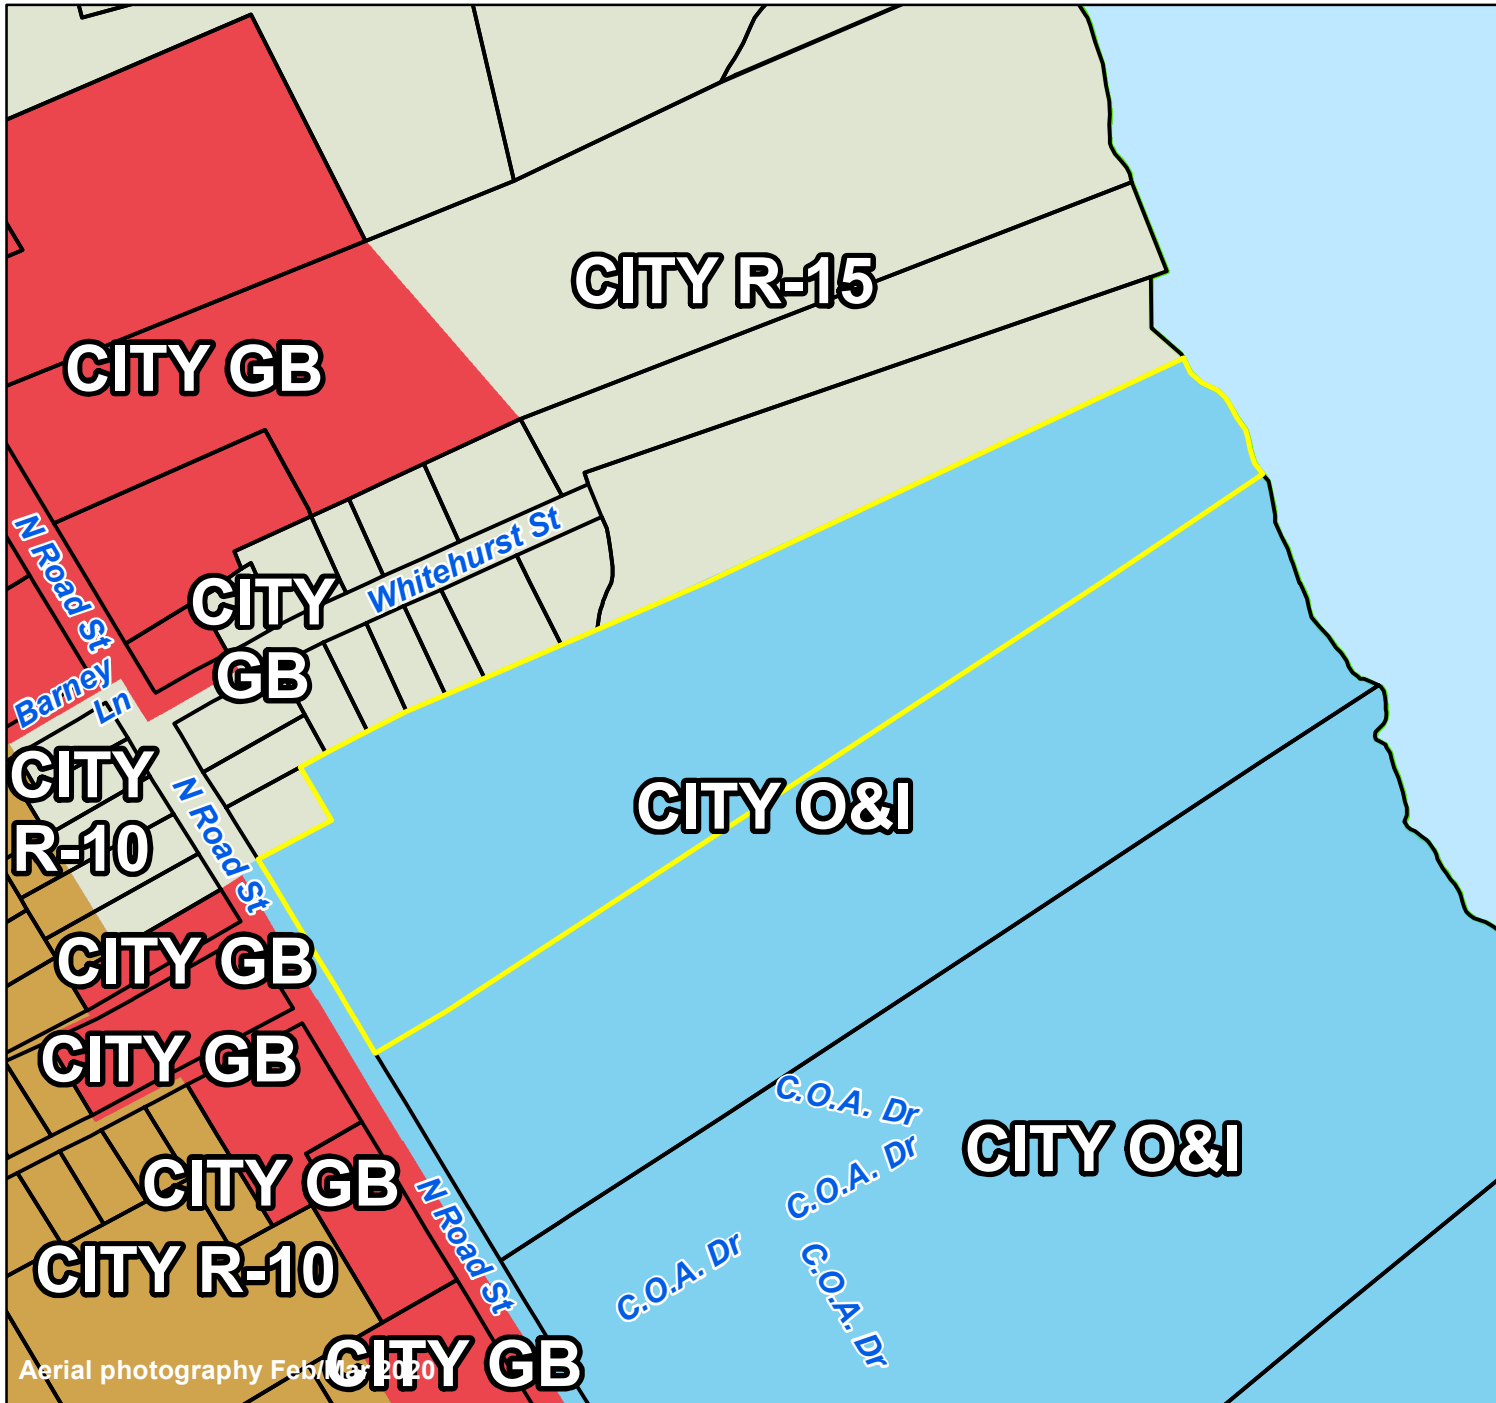 CITY R-15
CITY GB
N Road St
Whitehurst St
CITY
GB
Barney
Ln
CITY
R-10
N Road St
CITY O&I
CITY GB
CITY GB
C.O.A. Dr
C.O.A. Dr
CITY O&I
CITY GB
N Road St
C.O.A. Dr
C.O.A. Dr
CITY R-10
CITY GB
Aerial photography Feb/Mar 2020